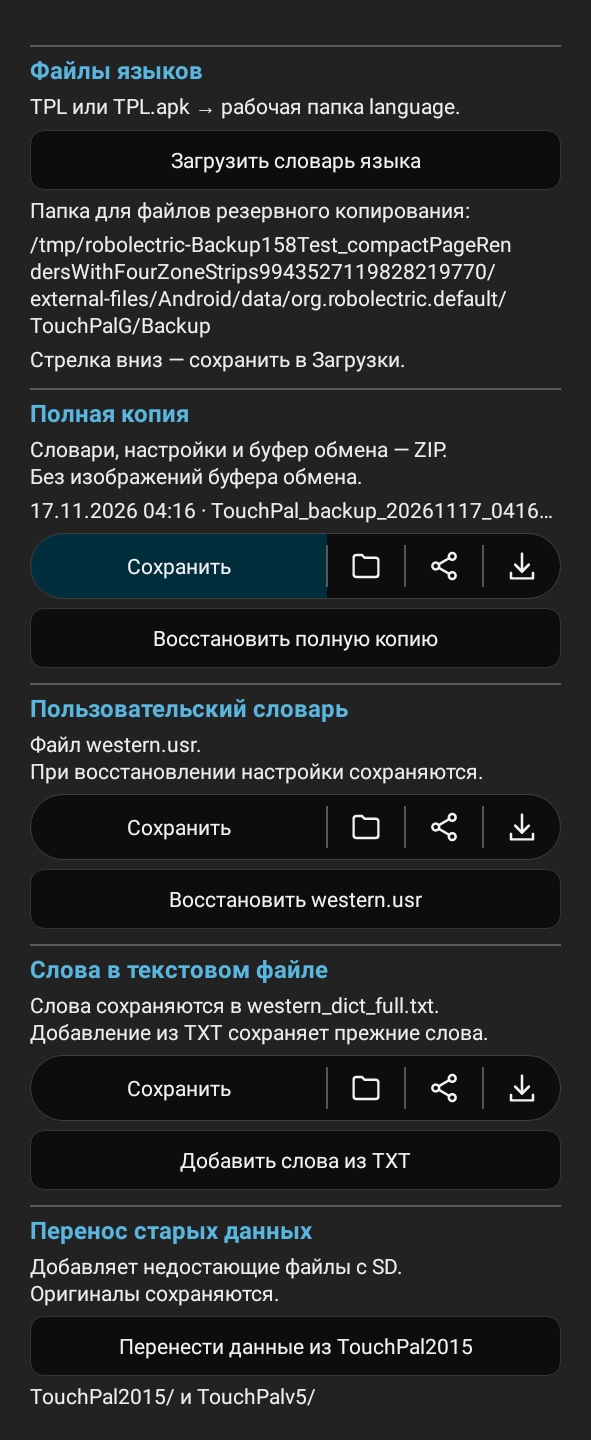 Файлы языков
TPL или TPL.apk → рабочая папка language.
Загрузить словарь языка
Папка для файлов резервного копирования:
/tmp/robolectric-Backup158Test_compactPageRen
dersWithFourZoneStrips9943527119828219770/
external-files/Android/data/org.robolectric.default/
TouchPalG/Backup
Стрелка вниз — сохранить в Загрузки.
Полная копия
Словари, настройки и буфер обмена — ZIP.
Без изображений буфера обмена.
17.11.2026 04:16 · TouchPal_backup_20261117_0416…
Сохранить
Восстановить полную копию
Пользовательский словарь
Файл western.usr.
При восстановлении настройки сохраняются.
Сохранить
Восстановить western.usr
Слова в текстовом файле
Слова сохраняются в western_dict_full.txt.
Добавление из TXT сохраняет прежние слова.
Сохранить
Добавить слова из TXT
Перенос старых данных
Добавляет недостающие файлы с SD.
Оригиналы сохраняются.
Перенести данные из TouchPal2015
TouchPal2015/ и TouchPalv5/